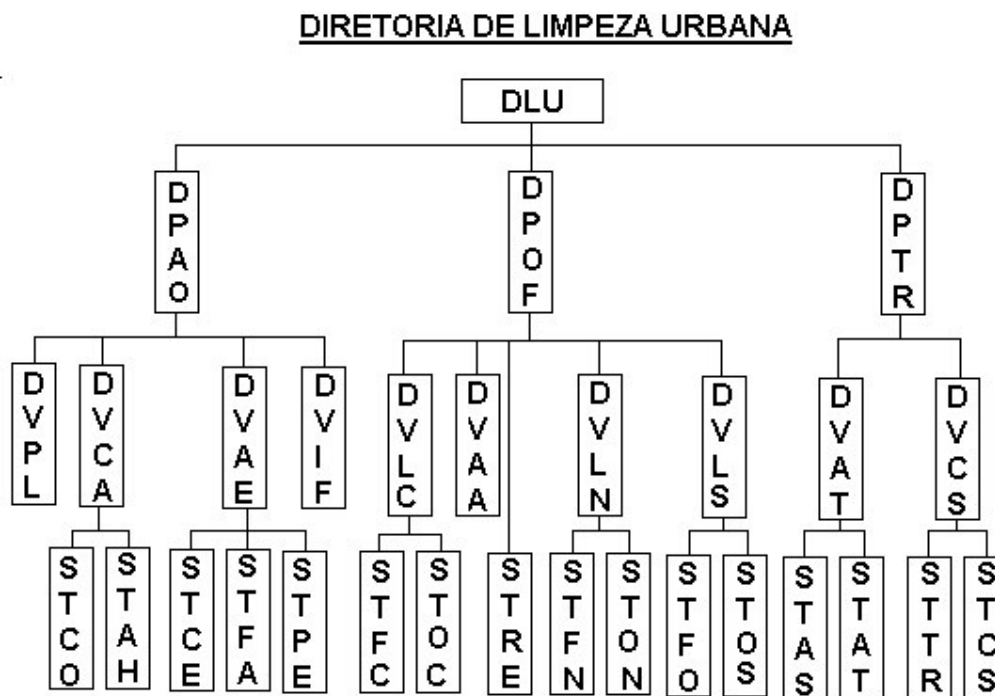 DIRETORIA DE LIMPEZA URBANA
DLU
DPAO
DPOF
DPTR
DVPL
DVCA
DVAE
DVIF
DVLC
DVAA
DVLN
DVLS
DVAT
DVCS
STCO
STAH
STCE
STFA
STPE
STFC
STOC
STRE
STFN
STON
STFO
STOS
STAS
STAT
STTR
STCS